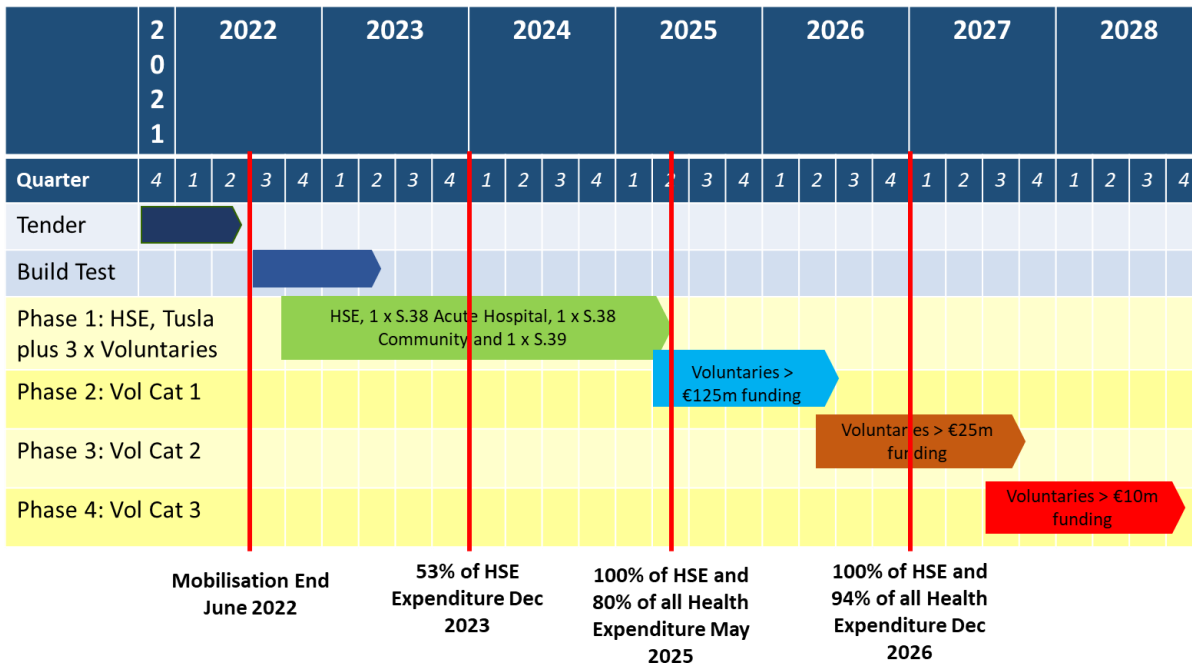 2021 2022 2023 2024 2025 2026 2027 2028
Quarter 4 1 2 3 4 1 2 3 4 1 2 3 4 1 2 3 4 1 2 3 4 1 2 3 4 1 2 3 4
Tender
Build Test
Phase 1: HSE, Tusla
plus 3 x Voluntaries
HSE, 1 x S.38 Acute Hospital, 1 x S.38
Community and 1 x S.39
Phase 2: Vol Cat 1
Voluntaries >
€125m funding
Phase 3: Vol Cat 2
Voluntaries > €25m
funding
Phase 4: Vol Cat 3
Voluntaries > €10m
funding
Mobilisation End
June 2022
53% of HSE
Expenditure Dec
2023
100% of HSE and
80% of all Health
Expenditure May
2025
100% of HSE and
94% of all Health
Expenditure Dec
2026